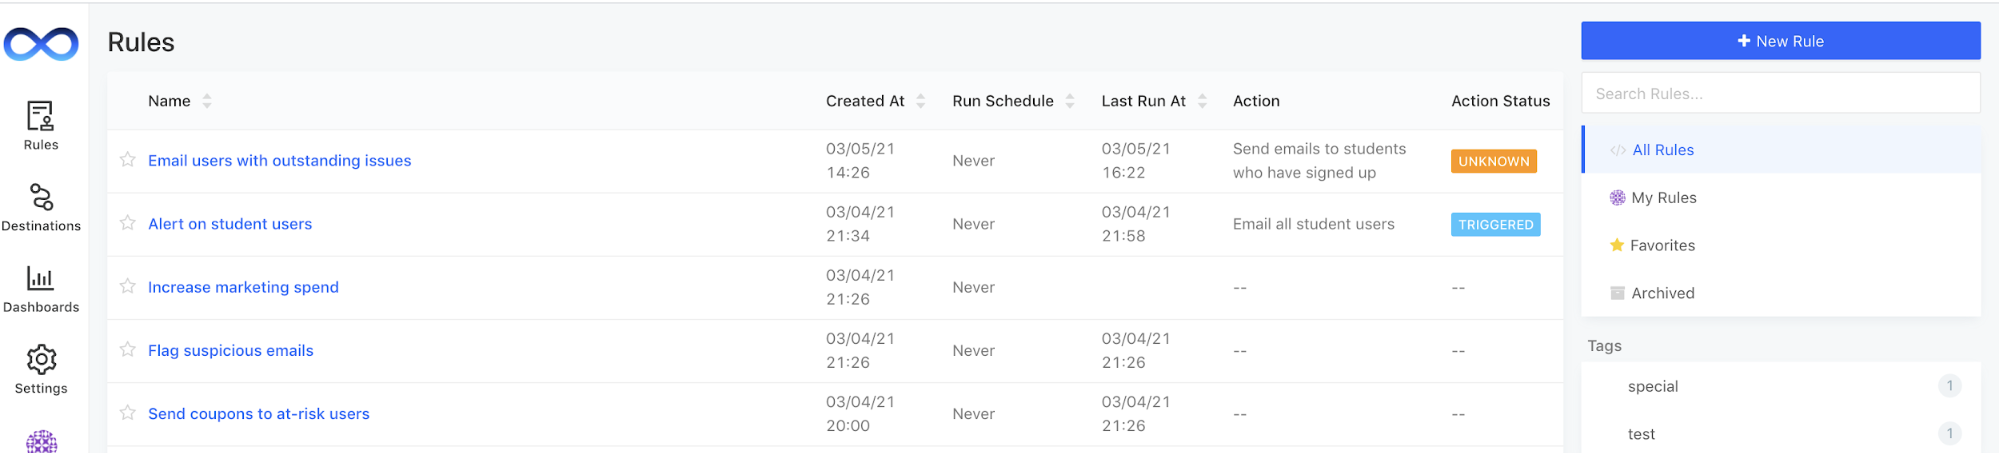 Rules
Destinations
Dashboards
Settings
Rules
Name Created At Run Schedule Last Run At Action Action Status
Email users with outstanding issues 03/05/21 14:26 Never 03/05/21 16:22 Send emails to students who have signed up UNKNOWN
Alert on student users 03/04/21 21:34 Never 03/04/21 21:58 Email all student users TRIGGERED
Increase marketing spend 03/04/21 21:26 Never -- --
Flag suspicious emails 03/04/21 21:26 Never 03/04/21 21:26 -- --
Send coupons to at-risk users 03/04/21 20:00 Never 03/04/21 21:26 -- --
+ New Rule
Search Rules...
</> All Rules
My Rules
Favorites
Archived
Tags
special 1
test 1